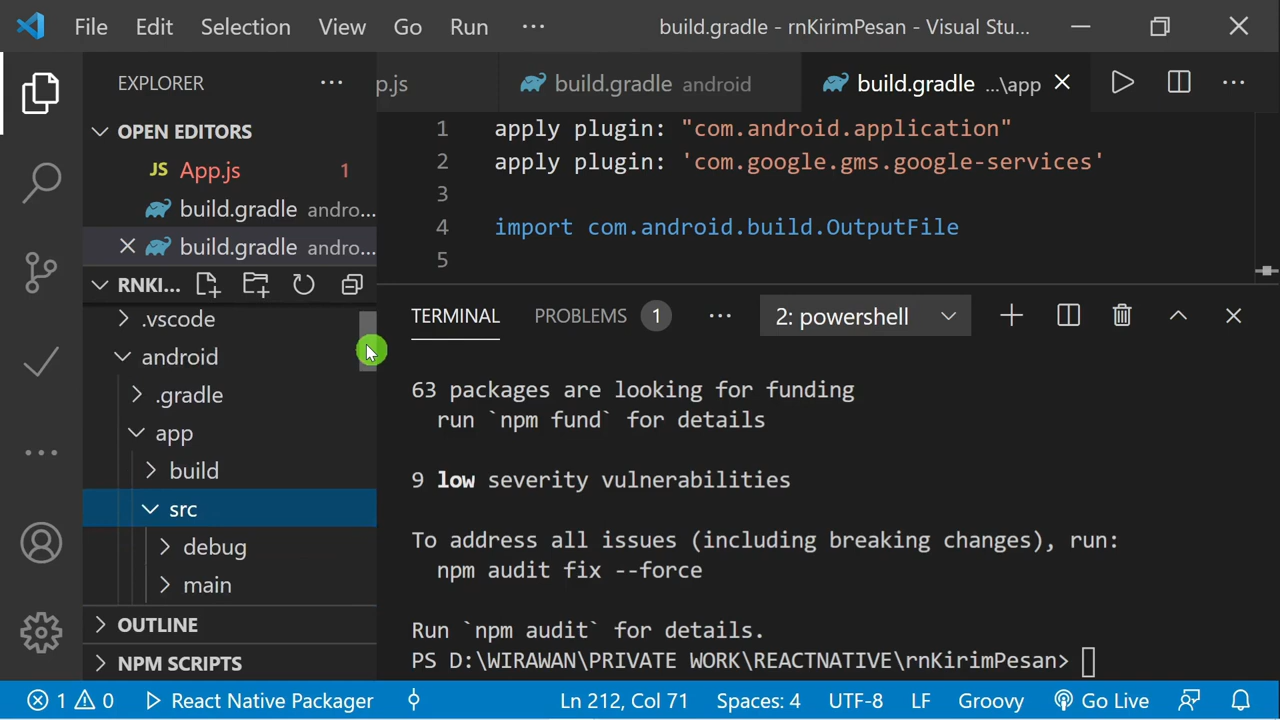 File Edit Selection View Go Run ··· build.gradle - rnKirimPesan - Visual Stu...
EXPLORER ···
p.js build.gradle android build.gradle ...\app
OPEN EDITORS
JS App.js 1
build.gradle andro...
build.gradle andro...
RNKI...
.vscode
android
.gradle
app
build
src
debug
main
OUTLINE
NPM SCRIPTS
1 apply plugin: "com.android.application"
2 apply plugin: 'com.google.gms.google-services'
3
4 import com.android.build.OutputFile
5
TERMINAL PROBLEMS 1 ··· 2: powershell
63 packages are looking for funding
run `npm fund` for details
9 low severity vulnerabilities
To address all issues (including breaking changes), run:
npm audit fix --force
Run `npm audit` for details.
PS D:\WIRAWAN\PRIVATE WORK\REACTNATIVE\rnKirimPesan>
1 0 React Native Packager Ln 212, Col 71 Spaces: 4 UTF-8 LF Groovy Go Live